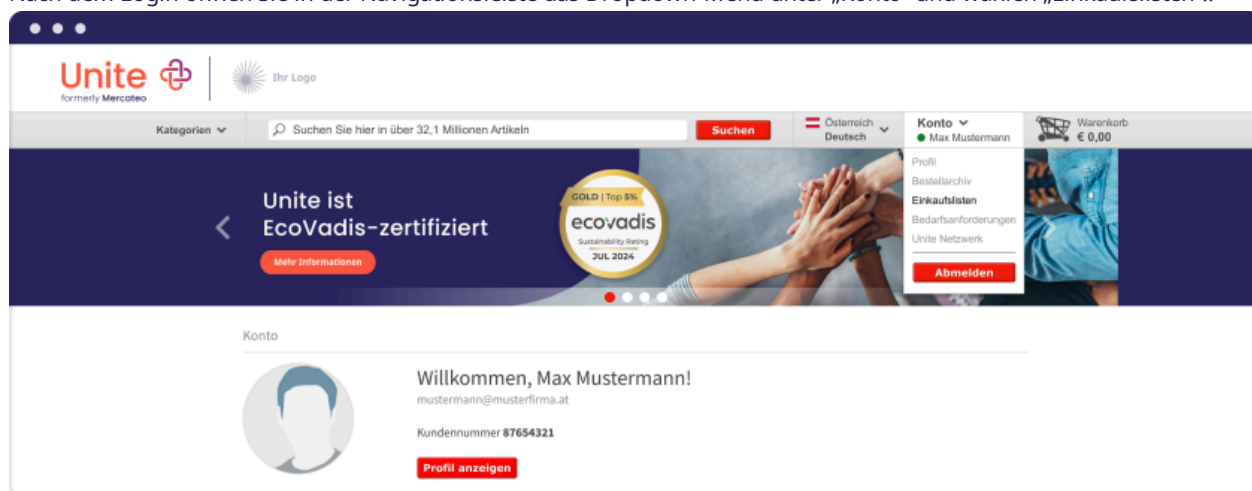 Nach dem Login öffnen Sie in der Navigationsleiste das Dropdown-Menü unter „Konto“ und wählen „Einkaufslisten“.
Unite
formerly Mercateo
Ihr Logo
Kategorien
Suchen Sie hier in über 32,1 Millionen Artikeln
Suchen
Österreich
Deutsch
Konto
Max Mustermann
Warenkorb
€ 0,00
Profil
Bestellarchiv
Einkaufslisten
Bedarfsanforderungen
Unite Netzwerk
Abmelden
Unite ist
EcoVadis-zertifiziert
Mehr Informationen
GOLD | Top 5%
ecovadis
Sustainability Rating
JUL 2024
Konto
Willkommen, Max Mustermann!
mustermann@musterfirma.at
Kundennummer 87654321
Profil anzeigen